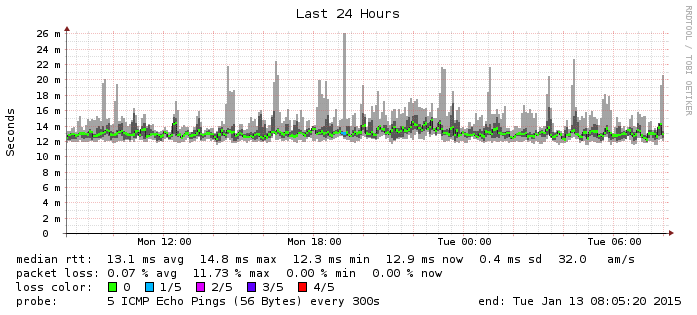 Last 24 Hours
RRDTOOL / TOBI OETIKER
Seconds
26 m
24 m
22 m
20 m
18 m
16 m
14 m
12 m
10 m
8 m
6 m
4 m
2 m
0
Mon 12:00 Mon 18:00 Tue 00:00 Tue 06:00
median rtt: 13.1 ms avg 14.8 ms max 12.3 ms min 12.9 ms now 0.4 ms sd 32.0 am/s
packet loss: 0.07 % avg 11.73 % max 0.00 % min 0.00 % now
loss color: 0 1/5 2/5 3/5 4/5
probe: 5 ICMP Echo Pings (56 Bytes) every 300s end: Tue Jan 13 08:05:20 2015